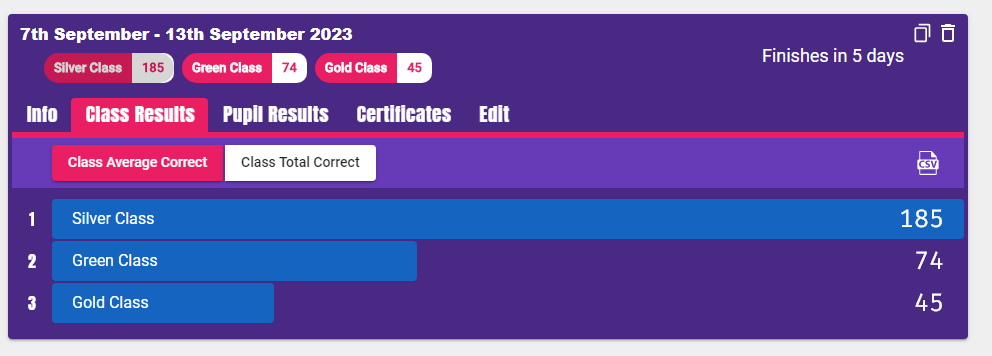 7th September - 13th September 2023
Silver Class 185 Green Class 74 Gold Class 45
Finishes in 5 days
Info Class Results Pupil Results Certificates Edit
Class Average Correct Class Total Correct
CSV
1 Silver Class 185
2 Green Class 74
3 Gold Class 45